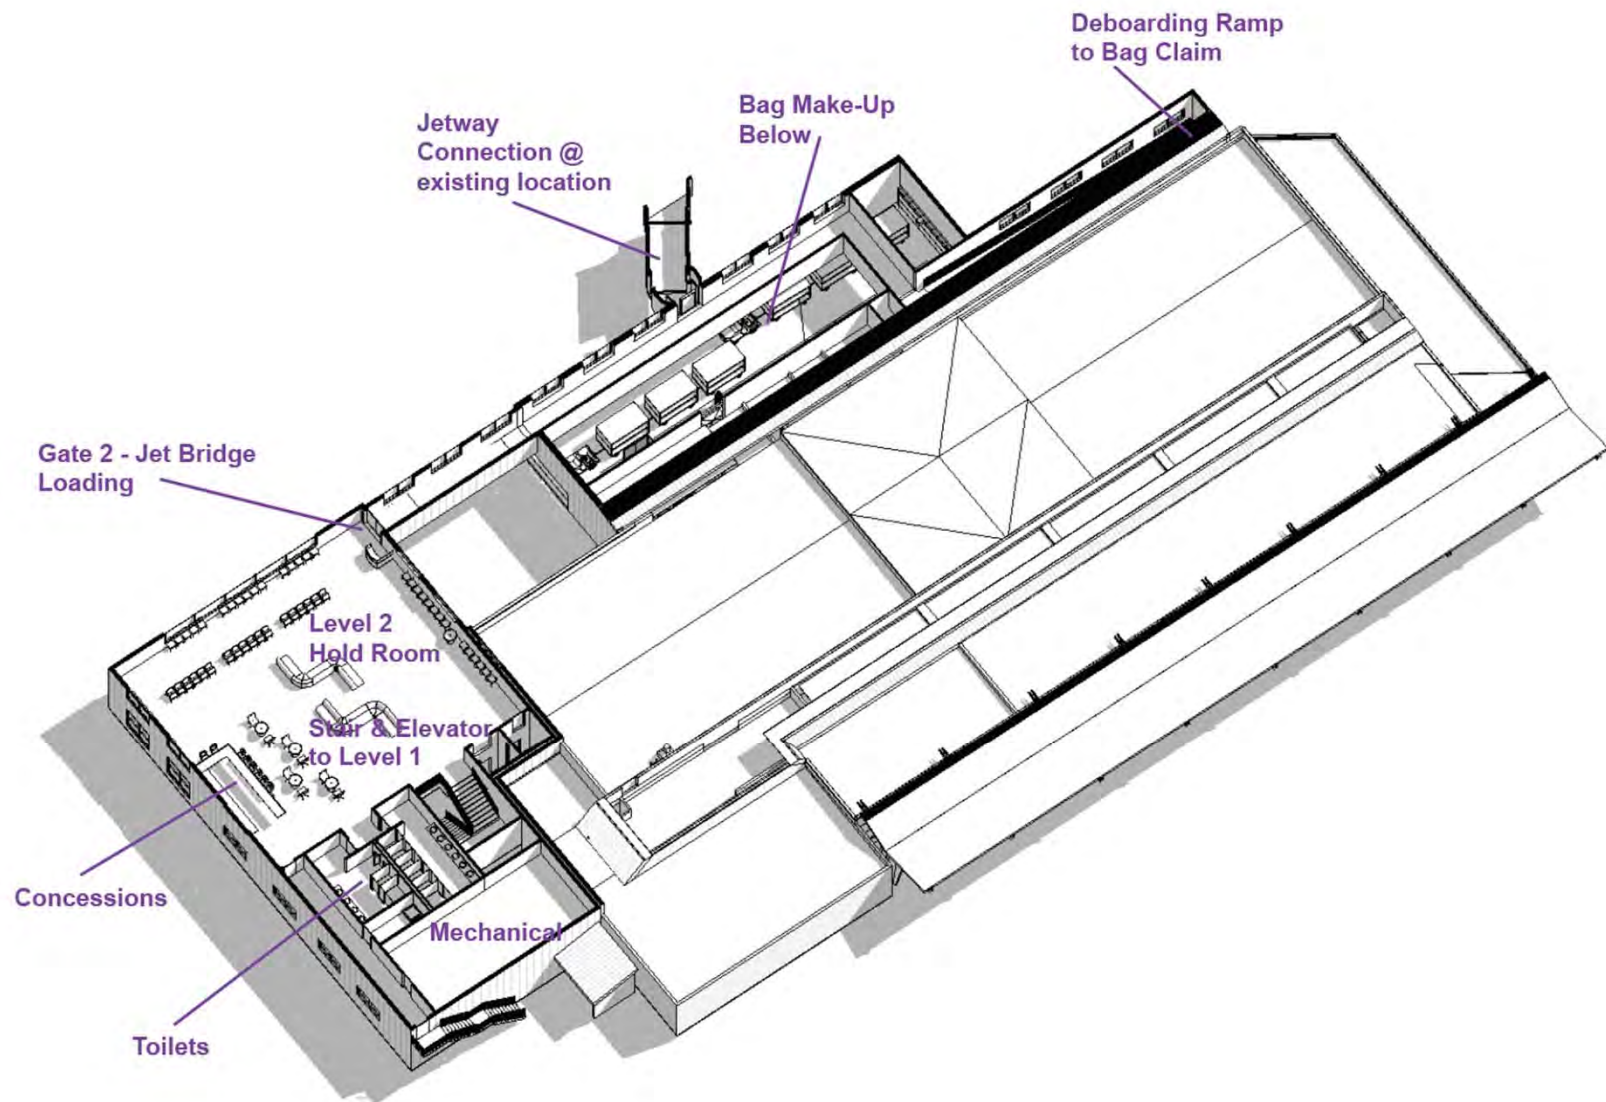 Deboarding Ramp
to Bag Claim
Bag Make-Up
Below
Jetway
Connection @
existing location
Gate 2 - Jet Bridge
Loading
Level 2
Hold Room
Stair & Elevator
to Level 1
Concessions
Mechanical
Toilets